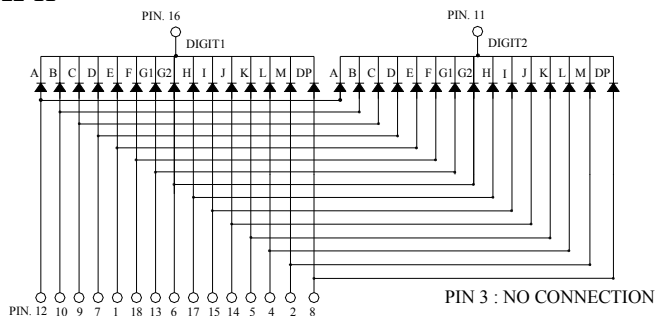 PIN. 16 PIN. 11
DIGIT1 DIGIT2
A B C D E F G1 G2 H I J K L M DP A B C D E F G1 G2 H I J K L M DP
PIN 3 : NO CONNECTION
PIN. 12 10 9 7 1 18 13 6 17 15 14 5 4 2 8